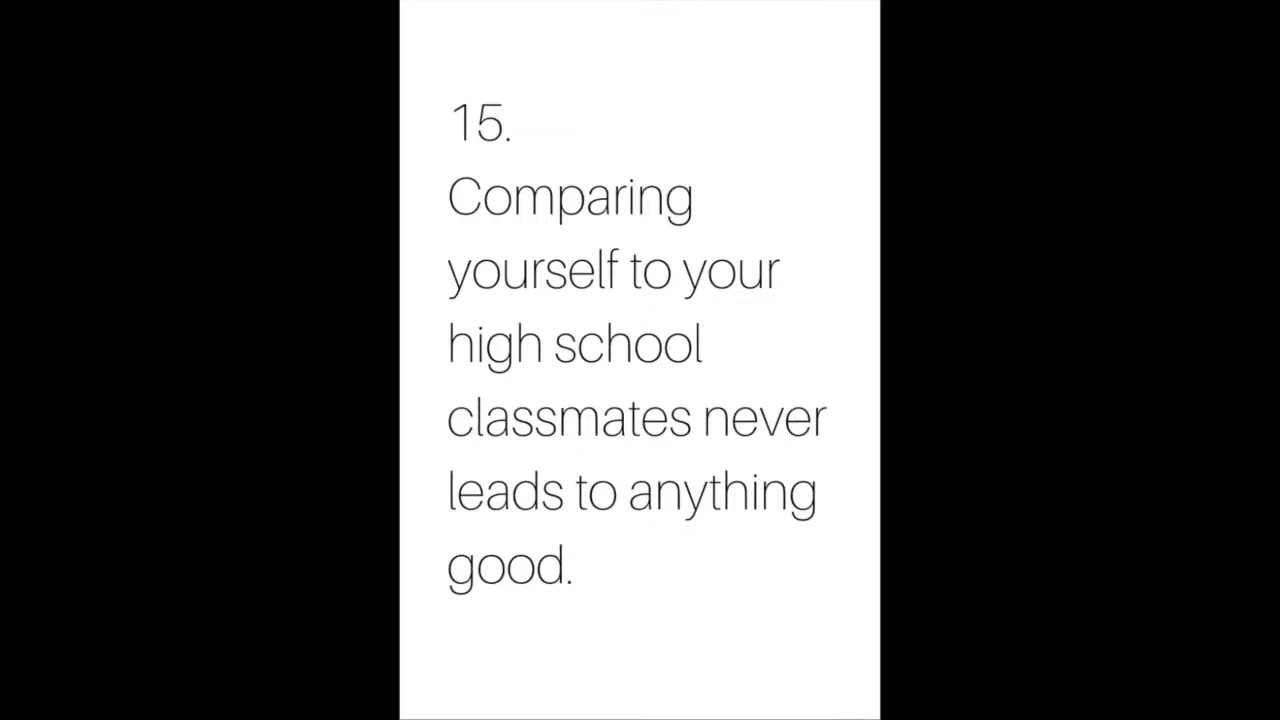 15.
Comparing
yourself to your
high school
classmates never
leads to anything
good.